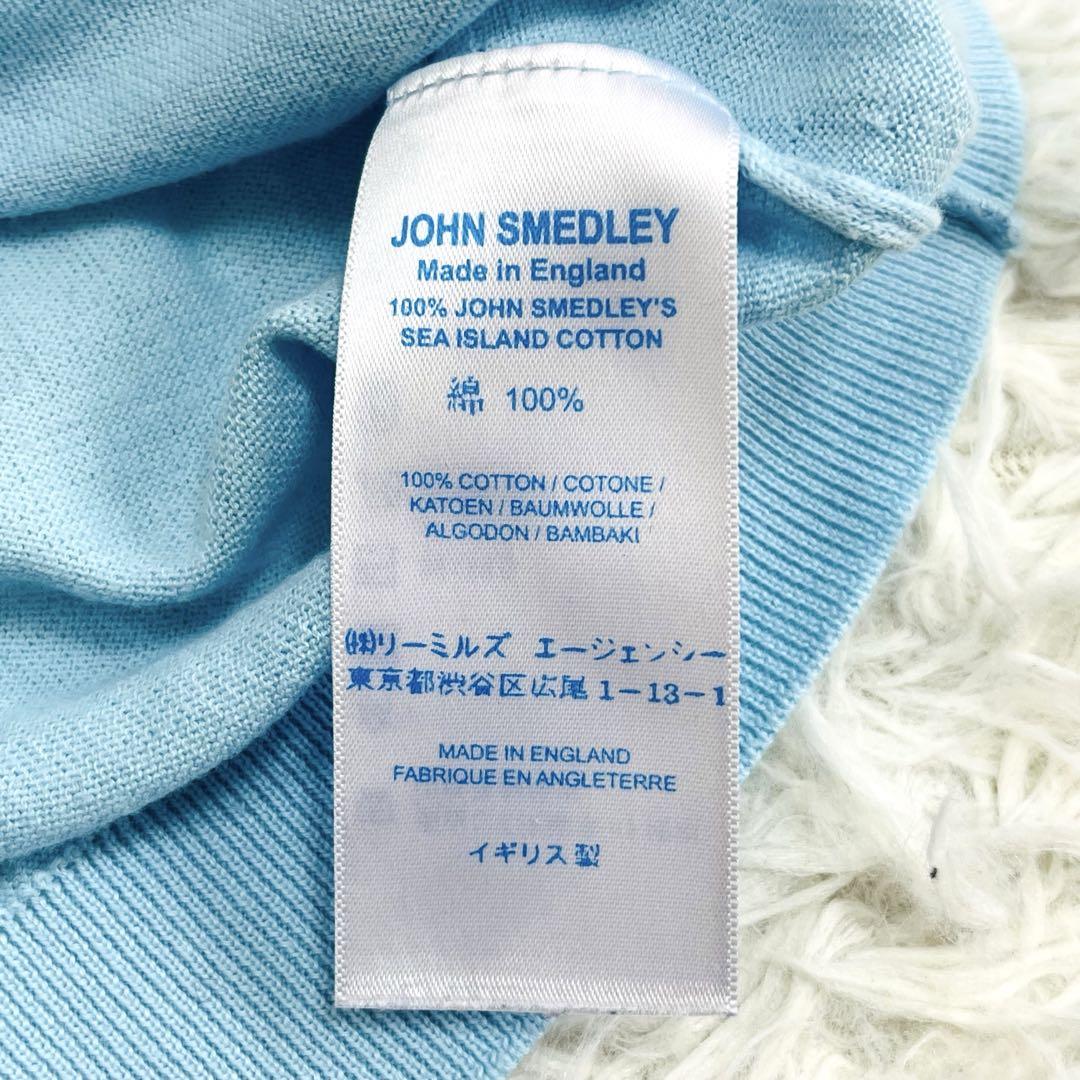 JOHN SMEDLEY
Made in England
100% JOHN SMEDLEY'S
SEA ISLAND COTTON
綿 100%
100% COTTON / COTONE /
KATOEN / BAUMWOLLE /
ALGODON / BAMBAKI
㈱リーミルズ エージェンシー
東京都渋谷区広尾1-13-1
MADE IN ENGLAND
FABRIQUE EN ANGLETERRE
イギリス製